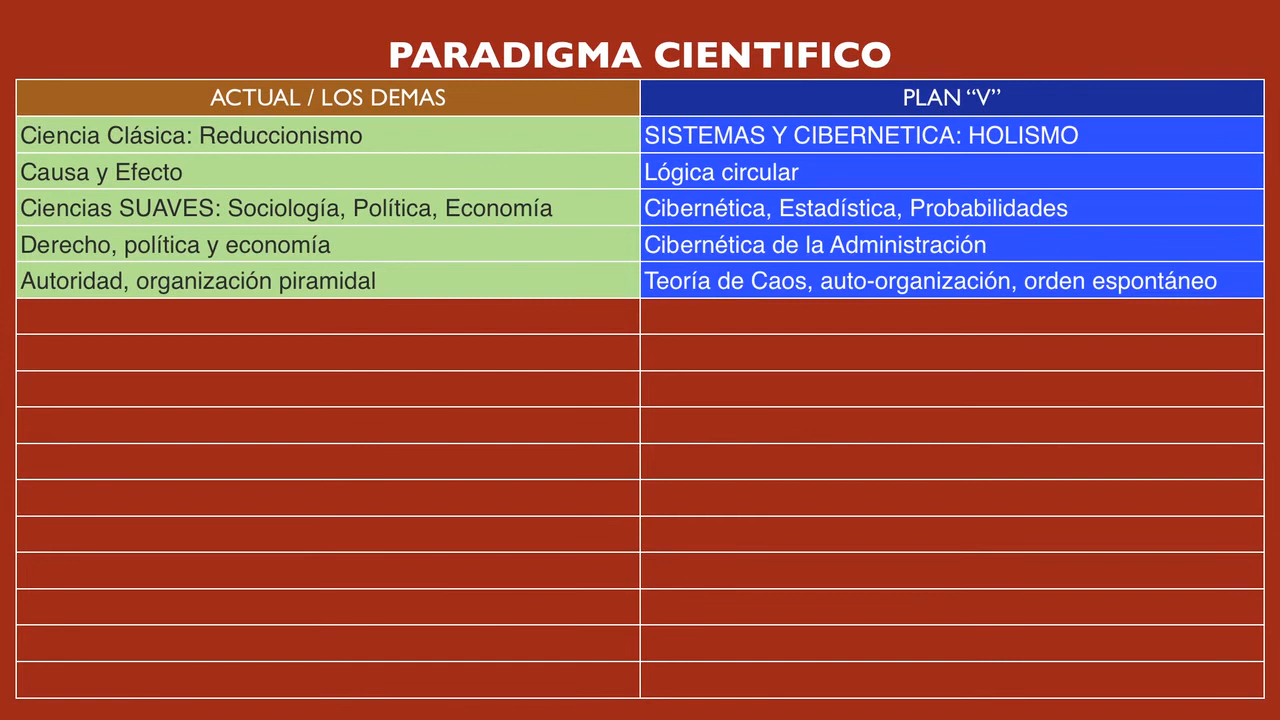 PARADIGMA CIENTIFICO
ACTUAL / LOS DEMAS
PLAN “V”
Ciencia Clásica: Reduccionismo
SISTEMAS Y CIBERNETICA: HOLISMO
Causa y Efecto
Lógica circular
Ciencias SUAVES: Sociología, Política, Economía
Cibernética, Estadística, Probabilidades
Derecho, política y economía
Cibernética de la Administración
Autoridad, organización piramidal
Teoría de Caos, auto-organización, orden espontáneo